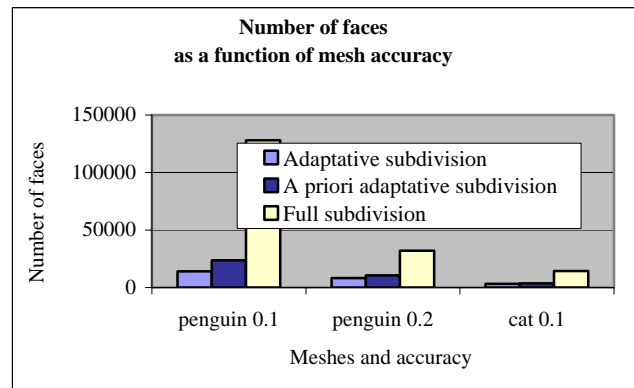 Number of faces
as a function of mesh accuracy
150000
100000
50000
0
Number of faces
Adaptative subdivision
A priori adaptative subdivision
Full subdivision
penguin 0.1
penguin 0.2
cat 0.1
Meshes and accuracy